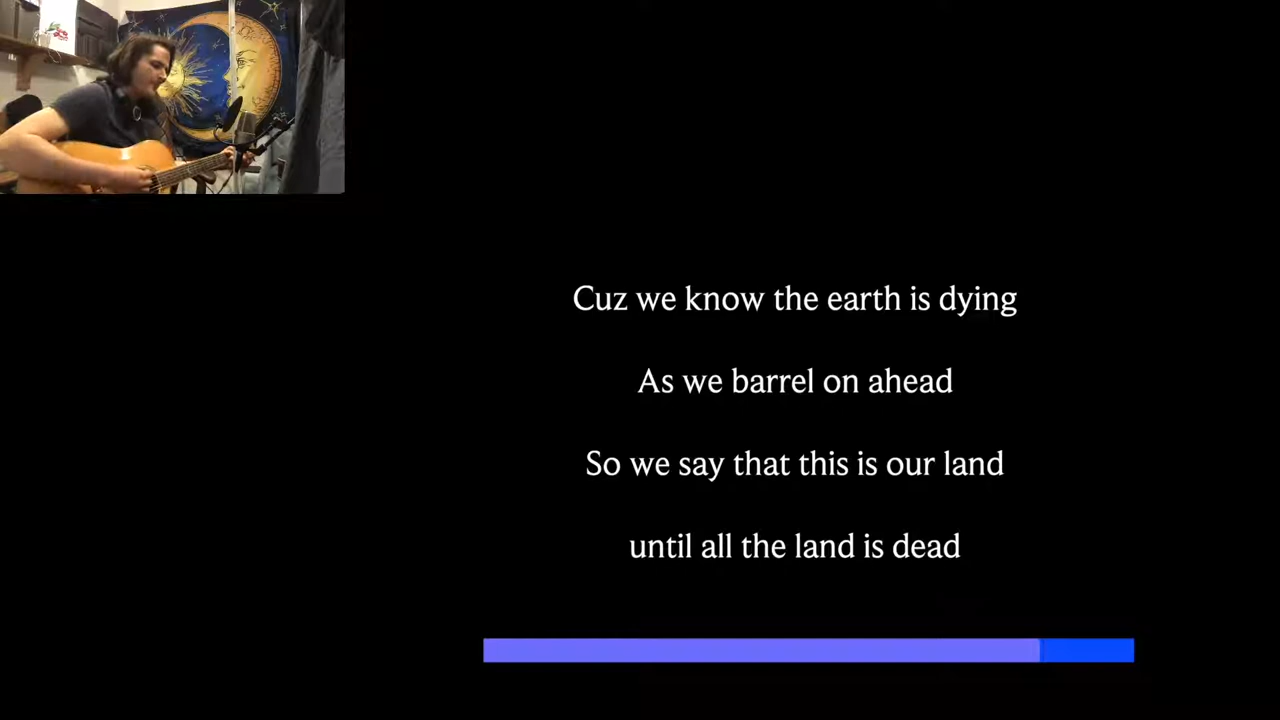 Cuz we know the earth is dying
As we barrel on ahead
So we say that this is our land
until all the land is dead